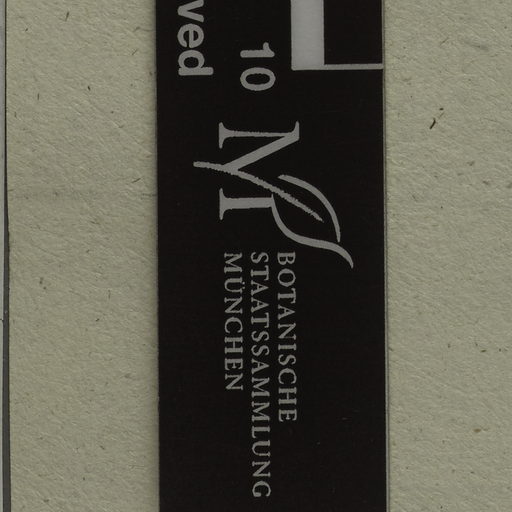 10
ved
M
BOTANISCHE
STAATSSAMMLUNG
MÜNCHEN